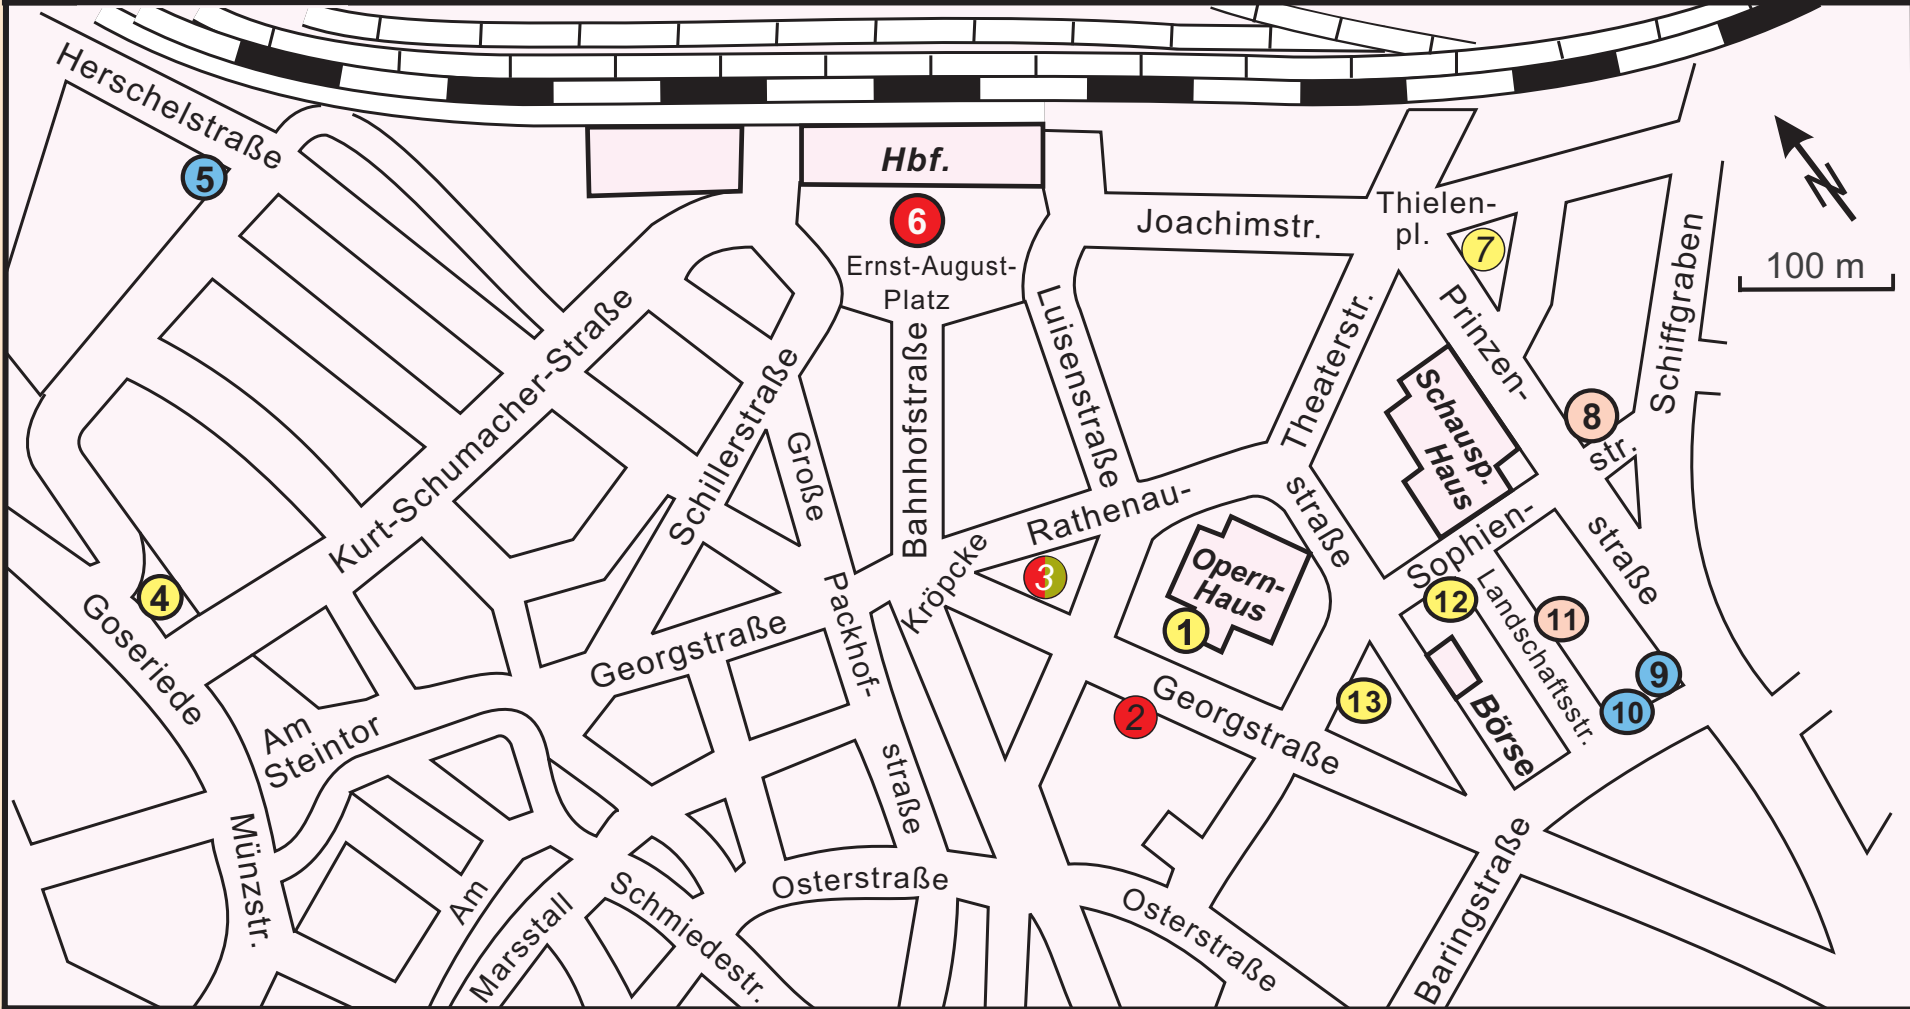 Herschelstraße
5
Hbf.
6
Ernst-August-
Platz
Joachimstr.
Thielen-
pl.
7
Schiffgraben
100 m
Kurt-Schumacher-Straße
Schillerstraße
Große
Packhof-
straße
Bahnhofstraße
Luisenstraße
Theaterstr.
Prinzen-
str.
8
Schausp.
Haus
Rathenau-
straße
Kröpcke
3
Opern-
Haus
1
Sophien-
straße
12
Landschaftsstr.
11
9
10
Börse
13
4
Goseriede
Georgstraße
2
Georgstraße
Am
Steintor
Münzstr.
Am
Marsstall
Schmiedestr.
Osterstraße
Osterstraße
Baringstraße